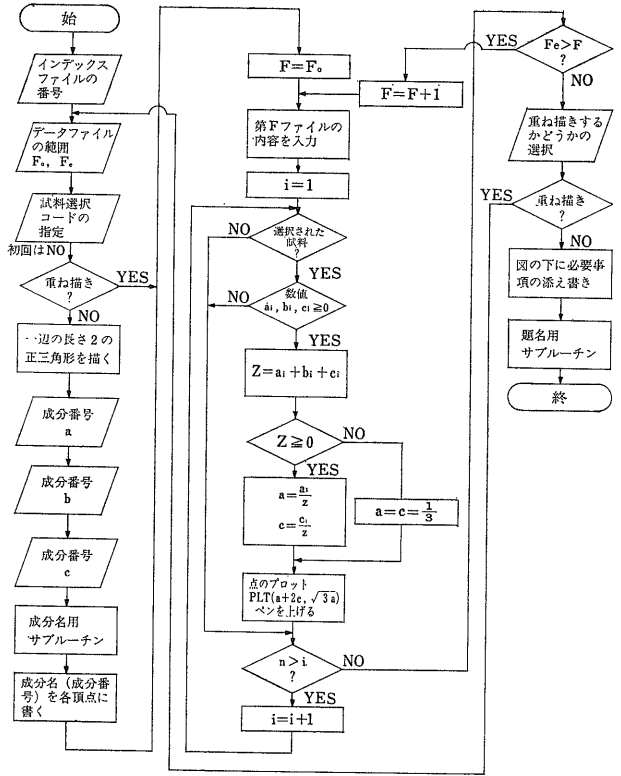 始
インデックス
ファイルの
番号
データファイル
の範囲
F₀, Fₑ
試料選択
コードの
指定
初回はNO
重ね描き
?
YES
NO
一辺の長さ2の
正三角形を描く
成分番号
a
成分番号
b
成分番号
c
成分名用
サブルーチン
成分名(成分番
号)を各頂点に
書く
F=F₀
F=F+1
第Fファイルの
内容を入力
i=1
選択された
試料
?
NO
YES
数値
aᵢ, bᵢ, cᵢ≧0
NO
YES
Z=aᵢ+bᵢ+cᵢ
Z≧0
NO
YES
a=aᵢ/z
c=cᵢ/z
a=c=1/3
点のプロット
PLT(a+2c, √3a)
ペンを上げる
n>i
?
NO
YES
i=i+1
Fe>F
?
YES
NO
重ね描きする
かどうかの
選択
YES
重ね描き
?
NO
図の下に必要事
項の添え書き
題名用
サブルーチン
終